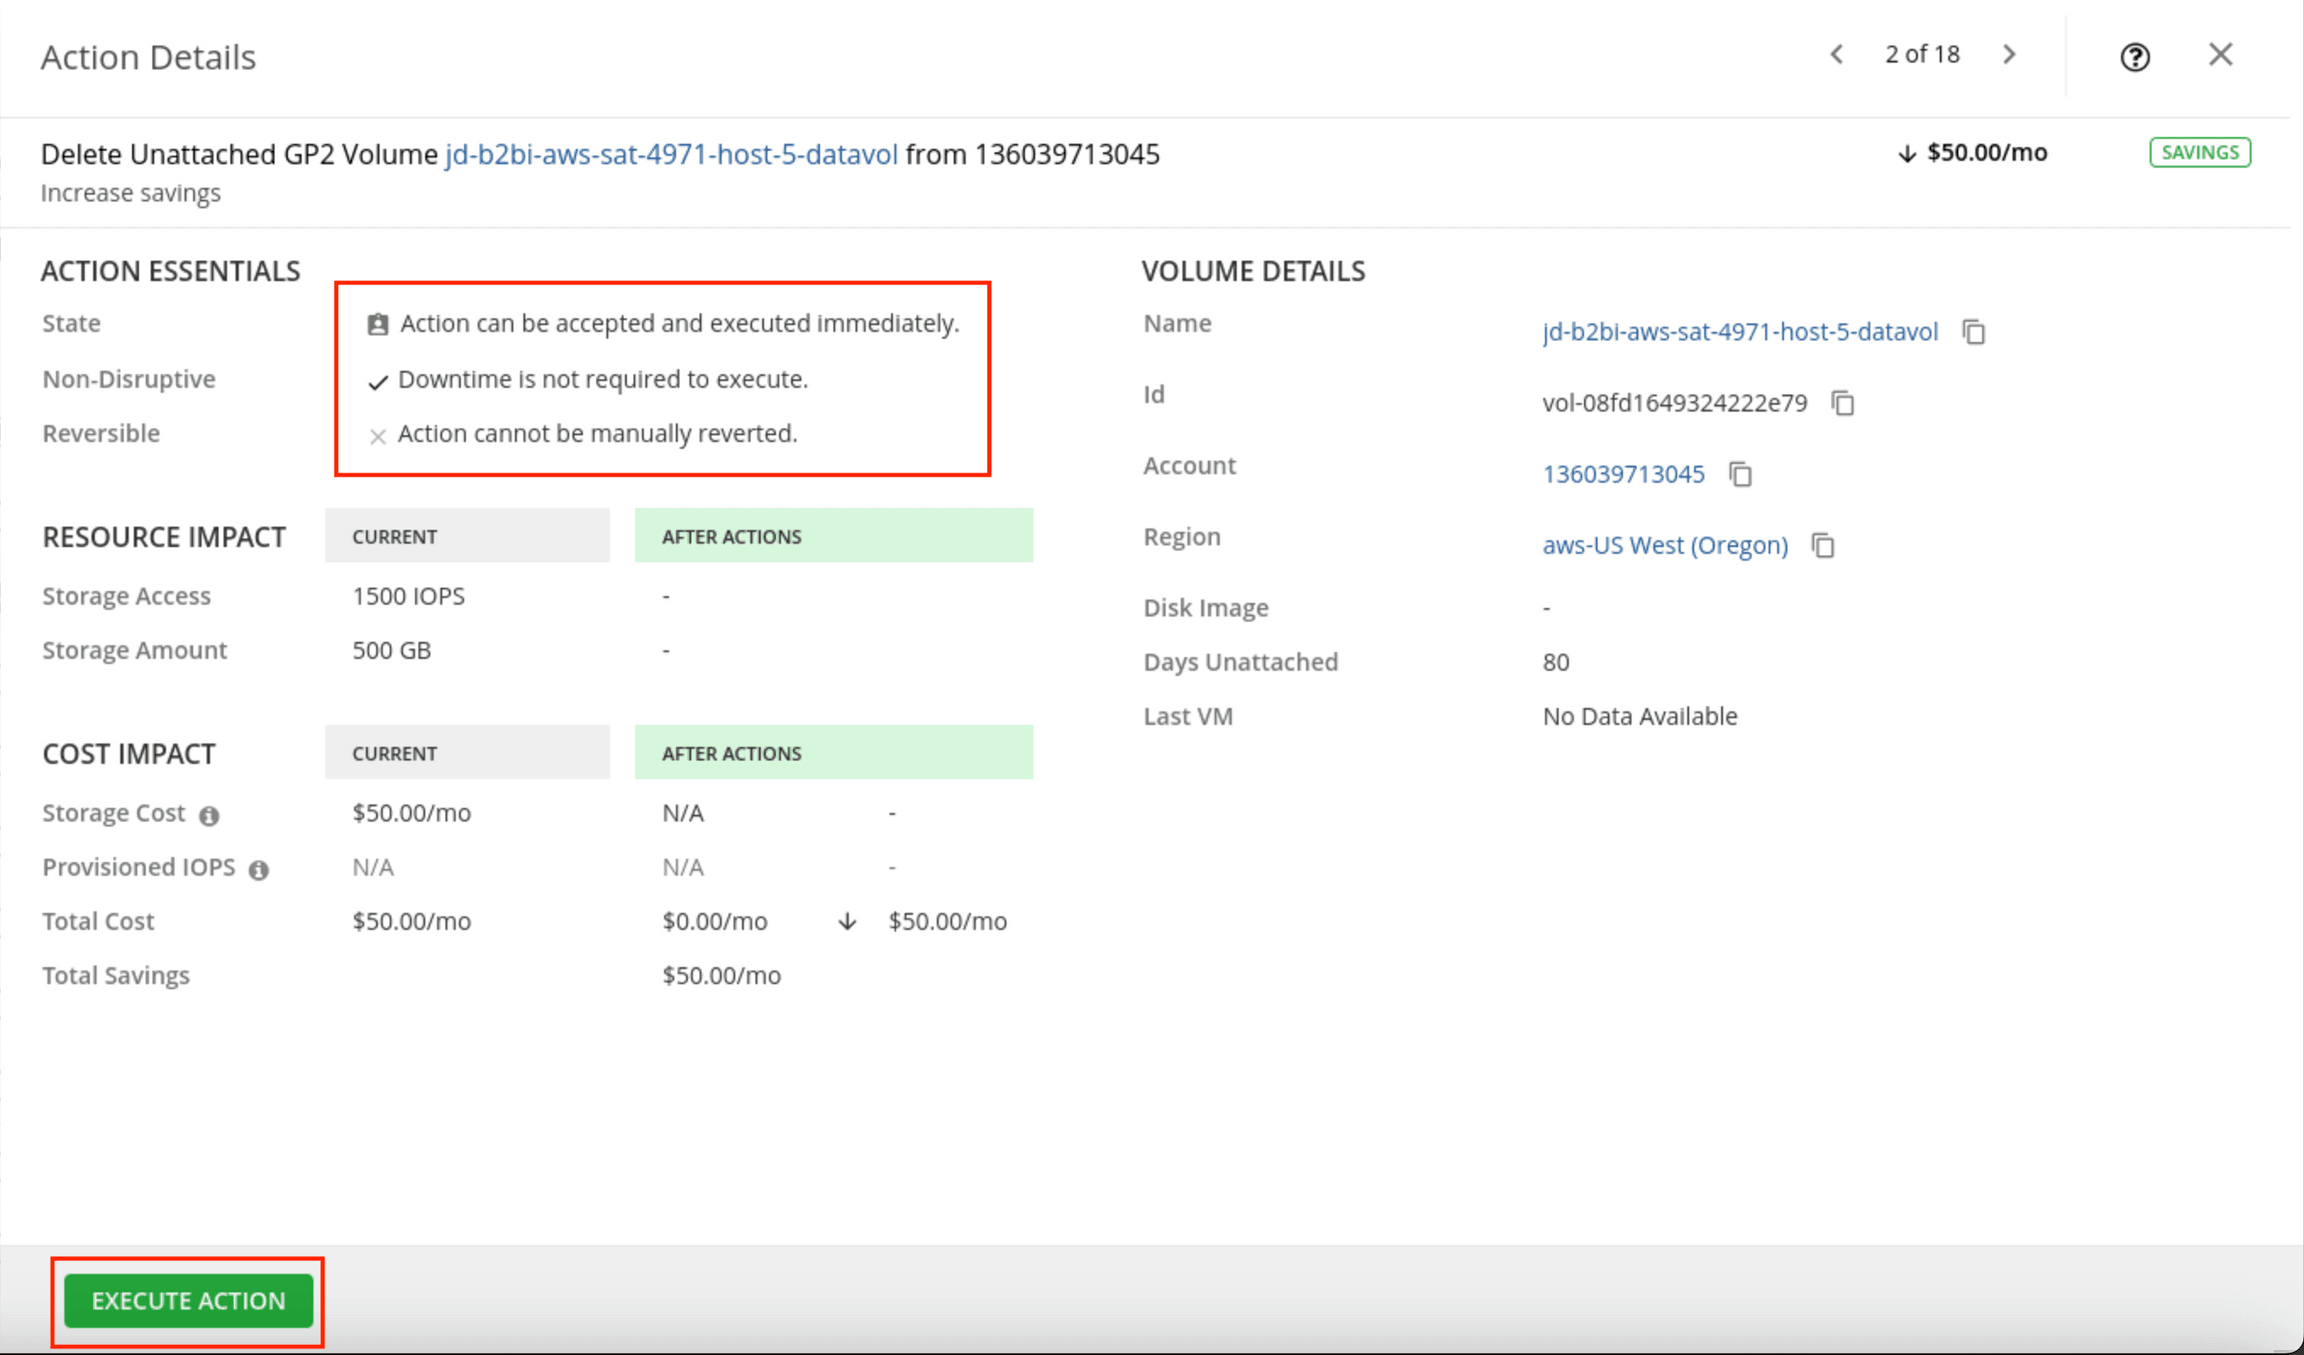 Action Details
2 of 18
Delete Unattached GP2 Volume jd-b2bi-aws-sat-4971-host-5-datavol from 136039713045
$50.00/mo
SAVINGS
Increase savings
ACTION ESSENTIALS
State
Action can be accepted and executed immediately.
Non-Disruptive
Downtime is not required to execute.
Reversible
Action cannot be manually reverted.
RESOURCE IMPACT CURRENT AFTER ACTIONS
Storage Access 1500 IOPS -
Storage Amount 500 GB -
COST IMPACT CURRENT AFTER ACTIONS
Storage Cost $50.00/mo N/A -
Provisioned IOPS N/A N/A -
Total Cost $50.00/mo $0.00/mo $50.00/mo
Total Savings $50.00/mo
VOLUME DETAILS
Name jd-b2bi-aws-sat-4971-host-5-datavol
Id vol-08fd1649324222e79
Account 136039713045
Region aws-US West (Oregon)
Disk Image -
Days Unattached 80
Last VM No Data Available
EXECUTE ACTION